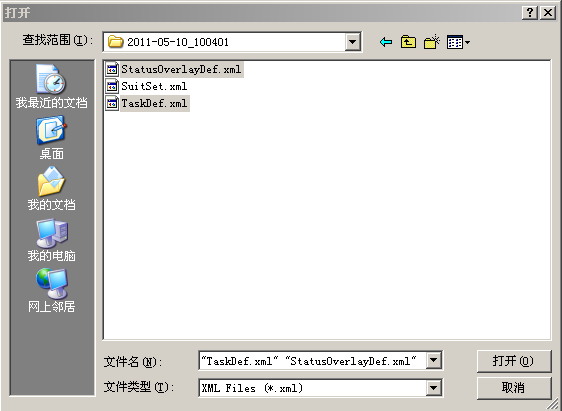 打开
查找范围(I):
2011-05-10_100401
我最近的文档
桌面
我的文档
我的电脑
网上邻居
StatusOverlayDef.xml
SuitSet.xml
TaskDef.xml
文件名(N):
"TaskDef.xml" "StatusOverlayDef.xml"
打开(O)
文件类型(T):
XML Files (*.xml)
取消